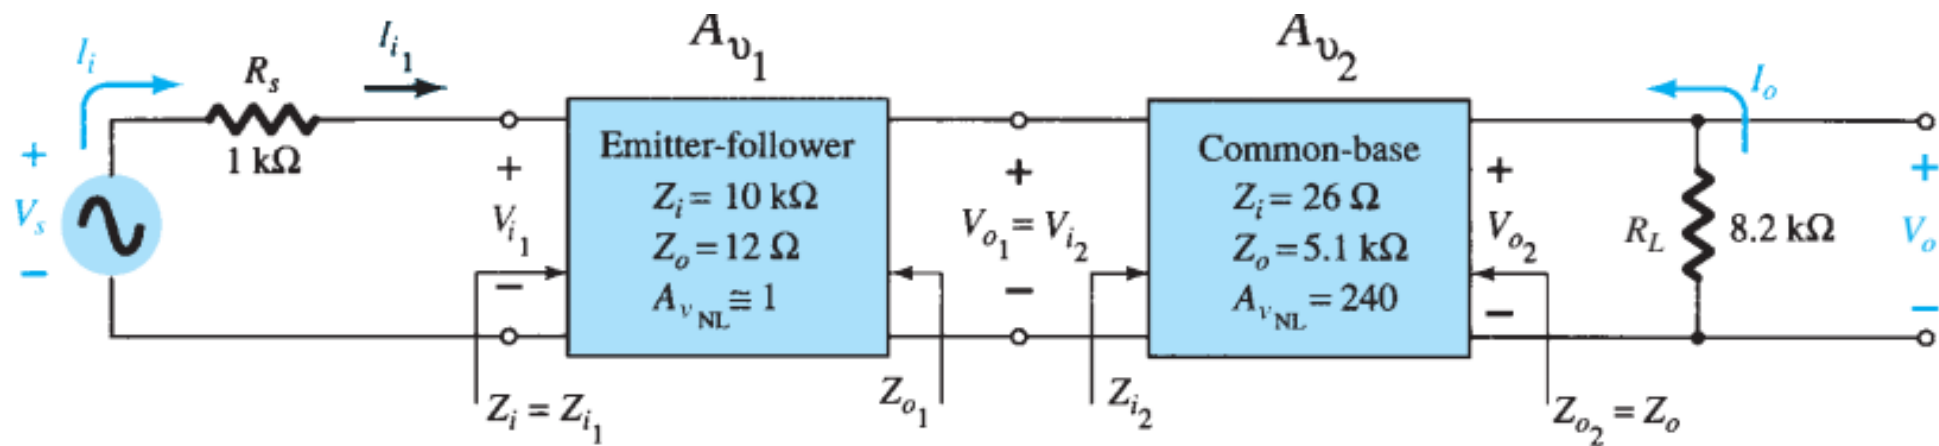 A_{υ_1}
A_{υ_2}
I_i
I_{i_1}
I_o
R_s
1 kΩ
+
V_s
−
+
V_{i_1}
−
Emitter-follower
Z_i = 10 kΩ
Z_o = 12 Ω
A_{v_{NL}} ≅ 1
+
V_{o_1} = V_{i_2}
−
Common-base
Z_i = 26 Ω
Z_o = 5.1 kΩ
A_{v_{NL}} = 240
+
V_{o_2}
−
R_L
8.2 kΩ
+
V_o
−
Z_i = Z_{i_1}
Z_{o_1}
Z_{i_2}
Z_{o_2} = Z_o